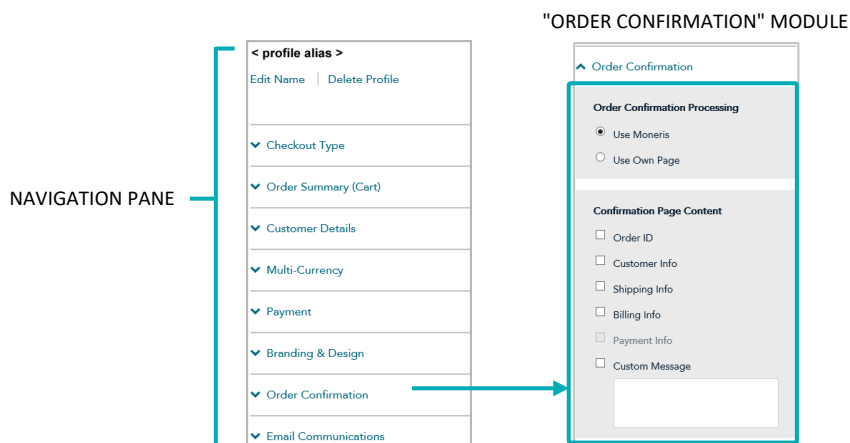 "ORDER CONFIRMATION" MODULE
< profile alias >
Edit Name | Delete Profile
Checkout Type
Order Summary (Cart)
NAVIGATION PANE
Customer Details
Multi-Currency
Payment
Branding & Design
Order Confirmation
Email Communications
Order Confirmation
Order Confirmation Processing
Use Moneris
Use Own Page
Confirmation Page Content
Order ID
Customer Info
Shipping Info
Billing Info
Payment Info
Custom Message